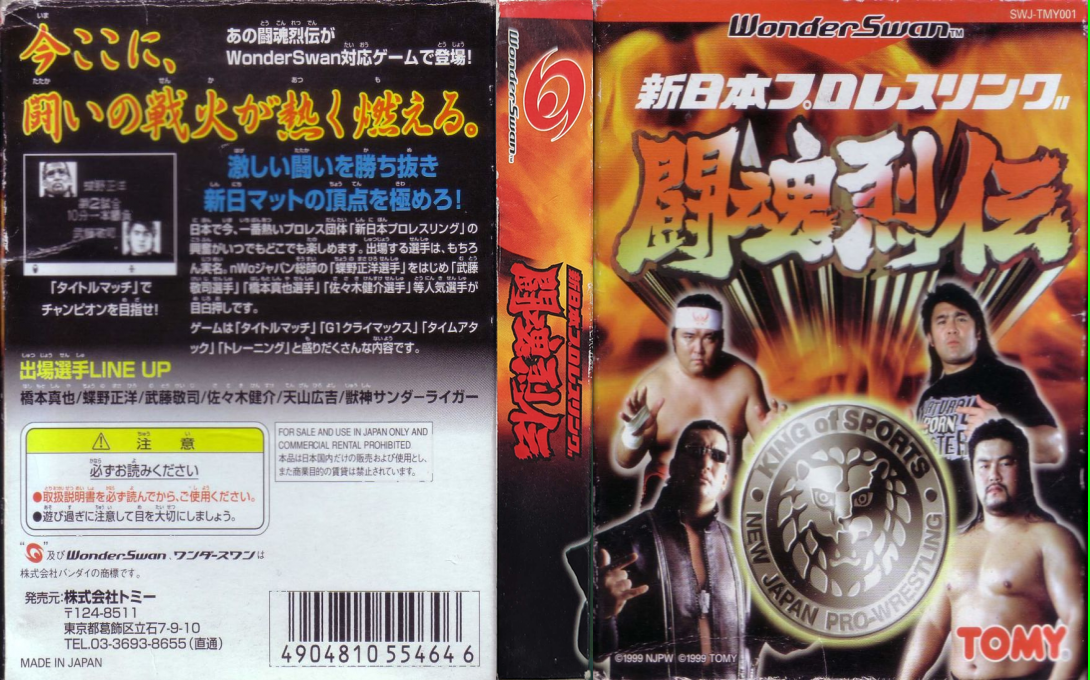 今ここに、
あの闘魂烈伝が
WonderSwan対応ゲームで登場!
闘いの戦火が熱く燃える。
激しい闘いを勝ち抜き
新日マットの頂点を極めろ!
蝶野正洋
第2試合
10分一本勝負
武藤敬司
「タイトルマッチ」で
チャンピオンを目指せ!
日本で今、一番熱いプロレス団体「新日本プロレスリング」の
興奮がいつでもどこでも楽しめます。出場する選手は、もちろ
ん実名。nWoジャパン総帥の「蝶野正洋選手」をはじめ「武藤
敬司選手」「橋本真也選手」「佐々木健介選手」等人気選手が
目白押しです。
ゲームは「タイトルマッチ」「G1クライマックス」「タイムアタ
ック」「トレーニング」と盛りだくさんな内容です。
出場選手LINE UP
橋本真也/蝶野正洋/武藤敬司/佐々木健介/天山広吉/獣神サンダーライガー
注意
必ずお読みください
●取扱説明書を必ず読んでから、ご使用ください。
●遊び過ぎに注意して目を大切にしましょう。
FOR SALE AND USE IN JAPAN ONLY AND
COMMERCIAL RENTAL PROHIBITED.
本品は日本国内だけの販売および使用とし、
また商業目的の賃貸は禁止されています。
“ ”及びWonderSwan、ワンダースワンは
株式会社バンダイの商標です。
発売元:株式会社トミー
〒124-8511
東京都葛飾区立石7-9-10
TEL.03-3693-8655(直通)
MADE IN JAPAN
4904810554646
WonderSwan™
新日本プロレスリング
闘魂烈伝
SWJ-TMY001
WonderSwan™
新日本プロレスリング
闘魂烈伝
KING of SPORTS
NEW JAPAN PRO-WRESTLING
TOMY
©1999 NJPW ©1999 TOMY